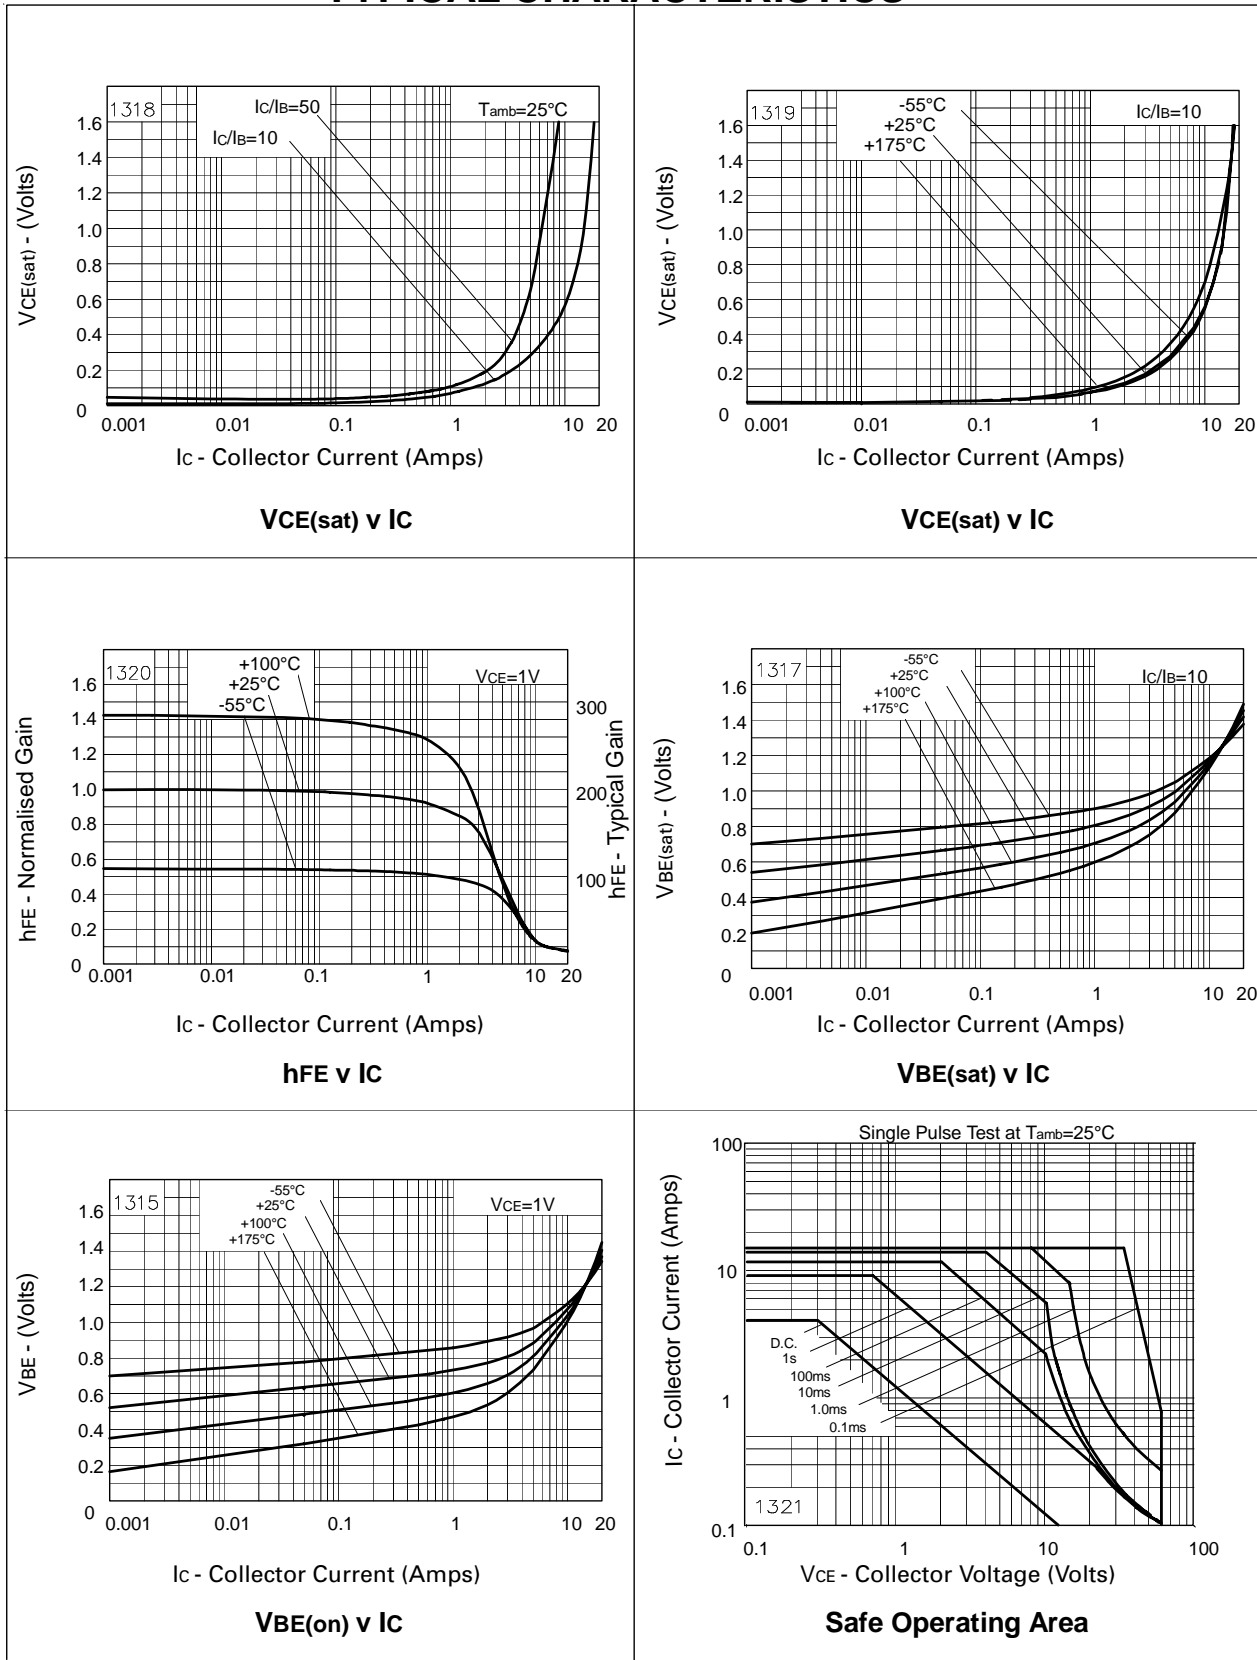 TYPICAL CHARACTERISTICS
1318
IC/IB=50
IC/IB=10
Tamb=25°C
1.6
1.4
1.2
1.0
0.8
0.6
0.4
0.2
0
0.001 0.01 0.1 1 10 20
VCE(sat) - (Volts)
IC - Collector Current (Amps)
VCE(sat) v IC
1319
-55°C
+25°C
+175°C
IC/IB=10
1.6
1.4
1.2
1.0
0.8
0.6
0.4
0.2
0
0.001 0.01 0.1 1 10 20
VCE(sat) - (Volts)
IC - Collector Current (Amps)
VCE(sat) v IC
1320
+100°C
+25°C
-55°C
VCE=1V
1.6
1.4
1.2
1.0
0.8
0.6
0.4
0.2
0
300
200
100
0.001 0.01 0.1 1 10 20
hFE - Normalised Gain
hFE - Typical Gain
IC - Collector Current (Amps)
hFE v IC
1317
-55°C
+25°C
+100°C
+175°C
IC/IB=10
1.6
1.4
1.2
1.0
0.8
0.6
0.4
0.2
0
0.001 0.01 0.1 1 10 20
VBE(sat) - (Volts)
IC - Collector Current (Amps)
VBE(sat) v IC
1315
-55°C
+25°C
+100°C
+175°C
VCE=1V
1.6
1.4
1.2
1.0
0.8
0.6
0.4
0.2
0
0.001 0.01 0.1 1 10 20
VBE - (Volts)
IC - Collector Current (Amps)
VBE(on) v IC
Single Pulse Test at Tamb=25°C
100
10
1
0.1
D.C.
1s
100ms
10ms
1.0ms
0.1ms
1321
0.1 1 10 100
IC - Collector Current (Amps)
VCE - Collector Voltage (Volts)
Safe Operating Area